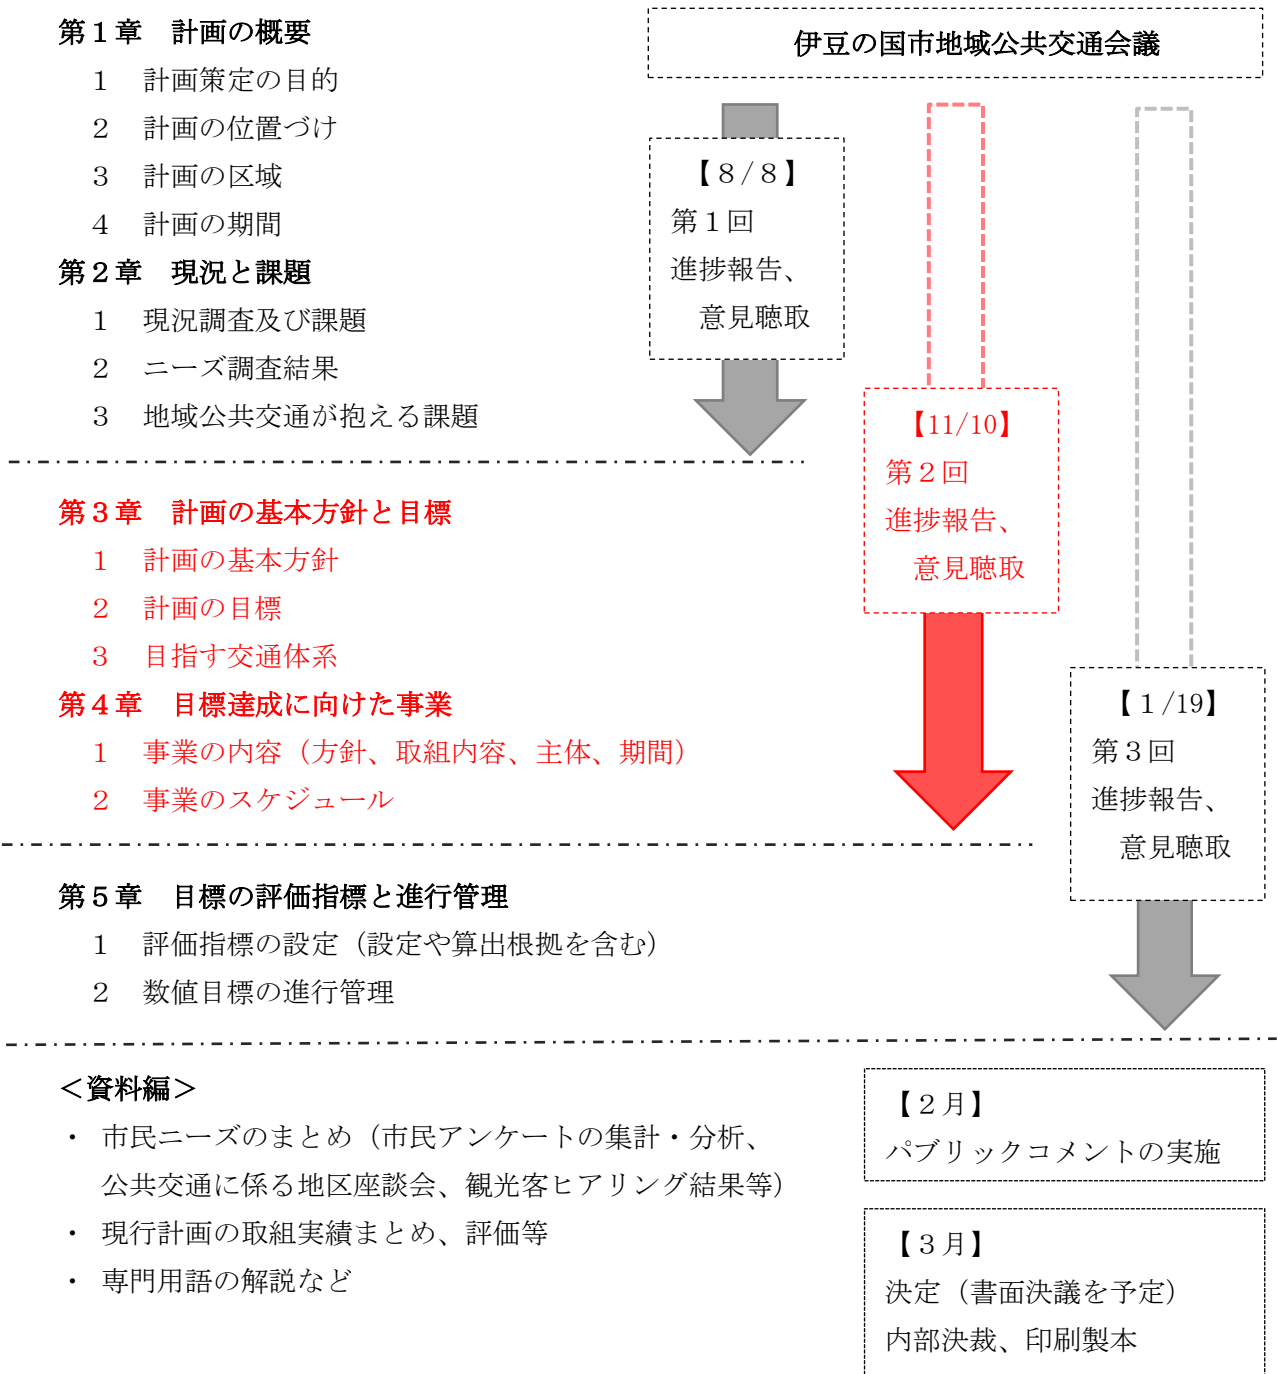 第１章　計画の概要
１　計画策定の目的
２　計画の位置づけ
３　計画の区域
４　計画の期間
第２章　現況と課題
１　現況調査及び課題
２　ニーズ調査結果
３　地域公共交通が抱える課題
第３章　計画の基本方針と目標
１　計画の基本方針
２　計画の目標
３　目指す交通体系
第４章　目標達成に向けた事業
１　事業の内容（方針、取組内容、主体、期間）
２　事業のスケジュール
第５章　目標の評価指標と進行管理
１　評価指標の設定（設定や算出根拠を含む）
２　数値目標の進行管理
＜資料編＞
・ 市民ニーズのまとめ（市民アンケートの集計・分析、
公共交通に係る地区座談会、観光客ヒアリング結果等）
・ 現行計画の取組実績まとめ、評価等
・ 専門用語の解説など
伊豆の国市地域公共交通会議
【８/８】
第１回
進捗報告、
意見聴取
【11/10】
第２回
進捗報告、
意見聴取
【１/19】
第３回
進捗報告、
意見聴取
【２月】
パブリックコメントの実施
【３月】
決定（書面決議を予定）
内部決裁、印刷製本